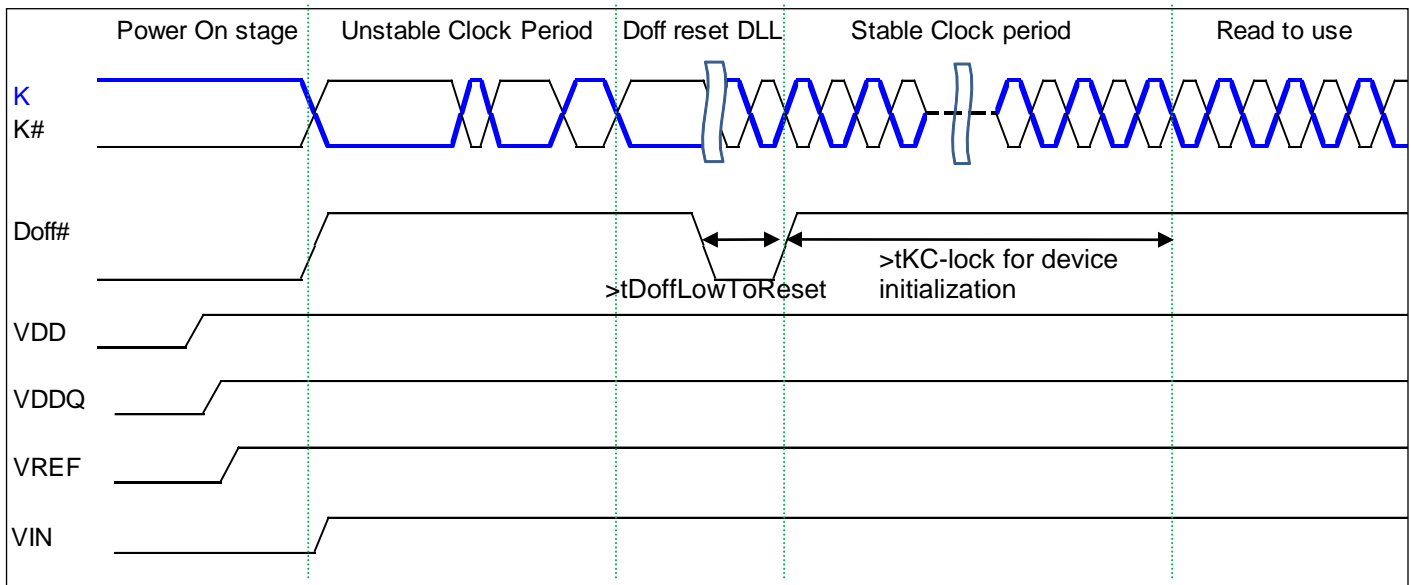 Power On stage
Unstable Clock Period
Doff reset DLL
Stable Clock period
Read to use
K
K#
Doff#
>tDoffLowToReset
>tKC-lock for device
initialization
VDD
VDDQ
VREF
VIN